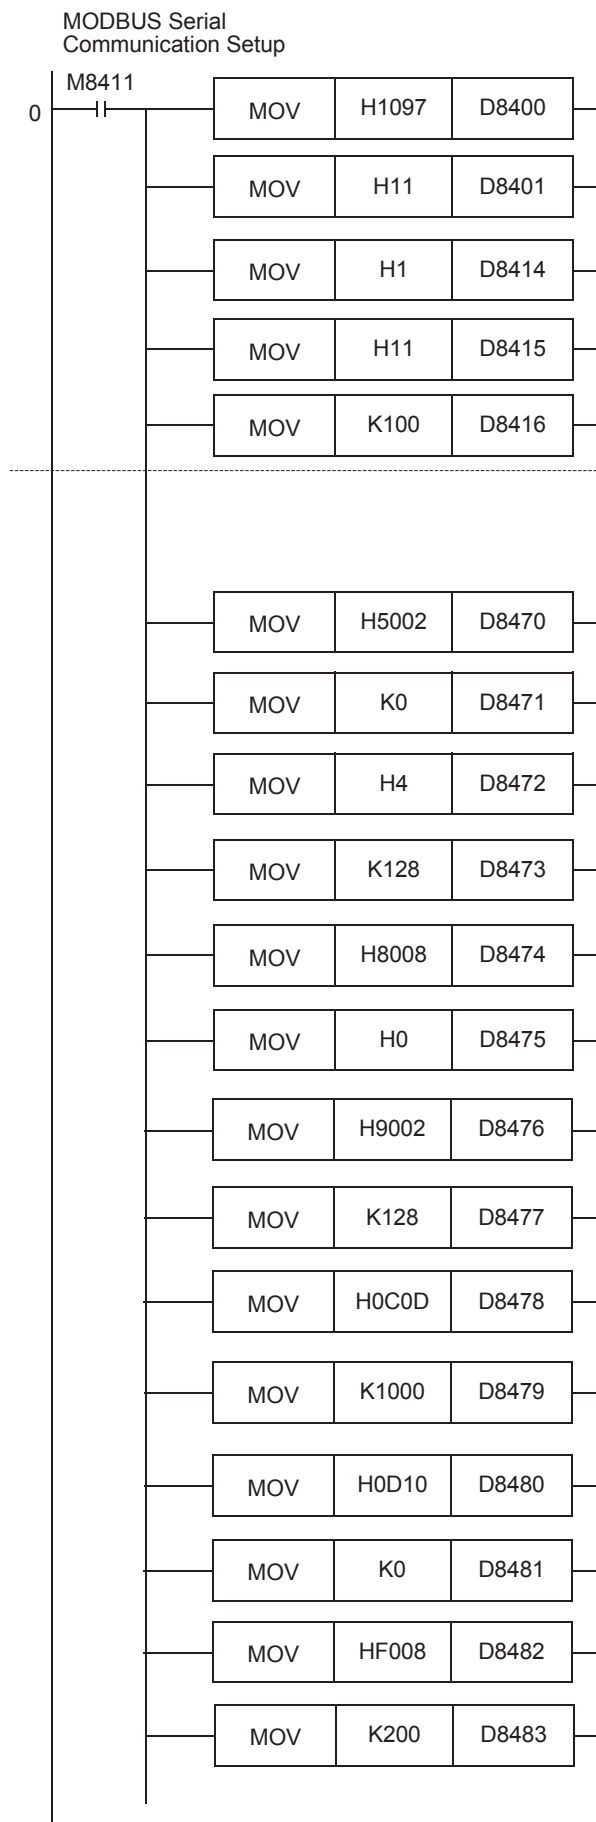 MODBUS Serial
Communication Setup
M8411
0 MOV H1097 D8400
MOV H11 D8401
MOV H1 D8414
MOV H11 D8415
MOV K100 D8416
MOV H5002 D8470
MOV K0 D8471
MOV H4 D8472
MOV K128 D8473
MOV H8008 D8474
MOV H0 D8475
MOV H9002 D8476
MOV K128 D8477
MOV H0C0D D8478
MOV K1000 D8479
MOV H0D10 D8480
MOV K0 D8481
MOV HF008 D8482
MOV K200 D8483